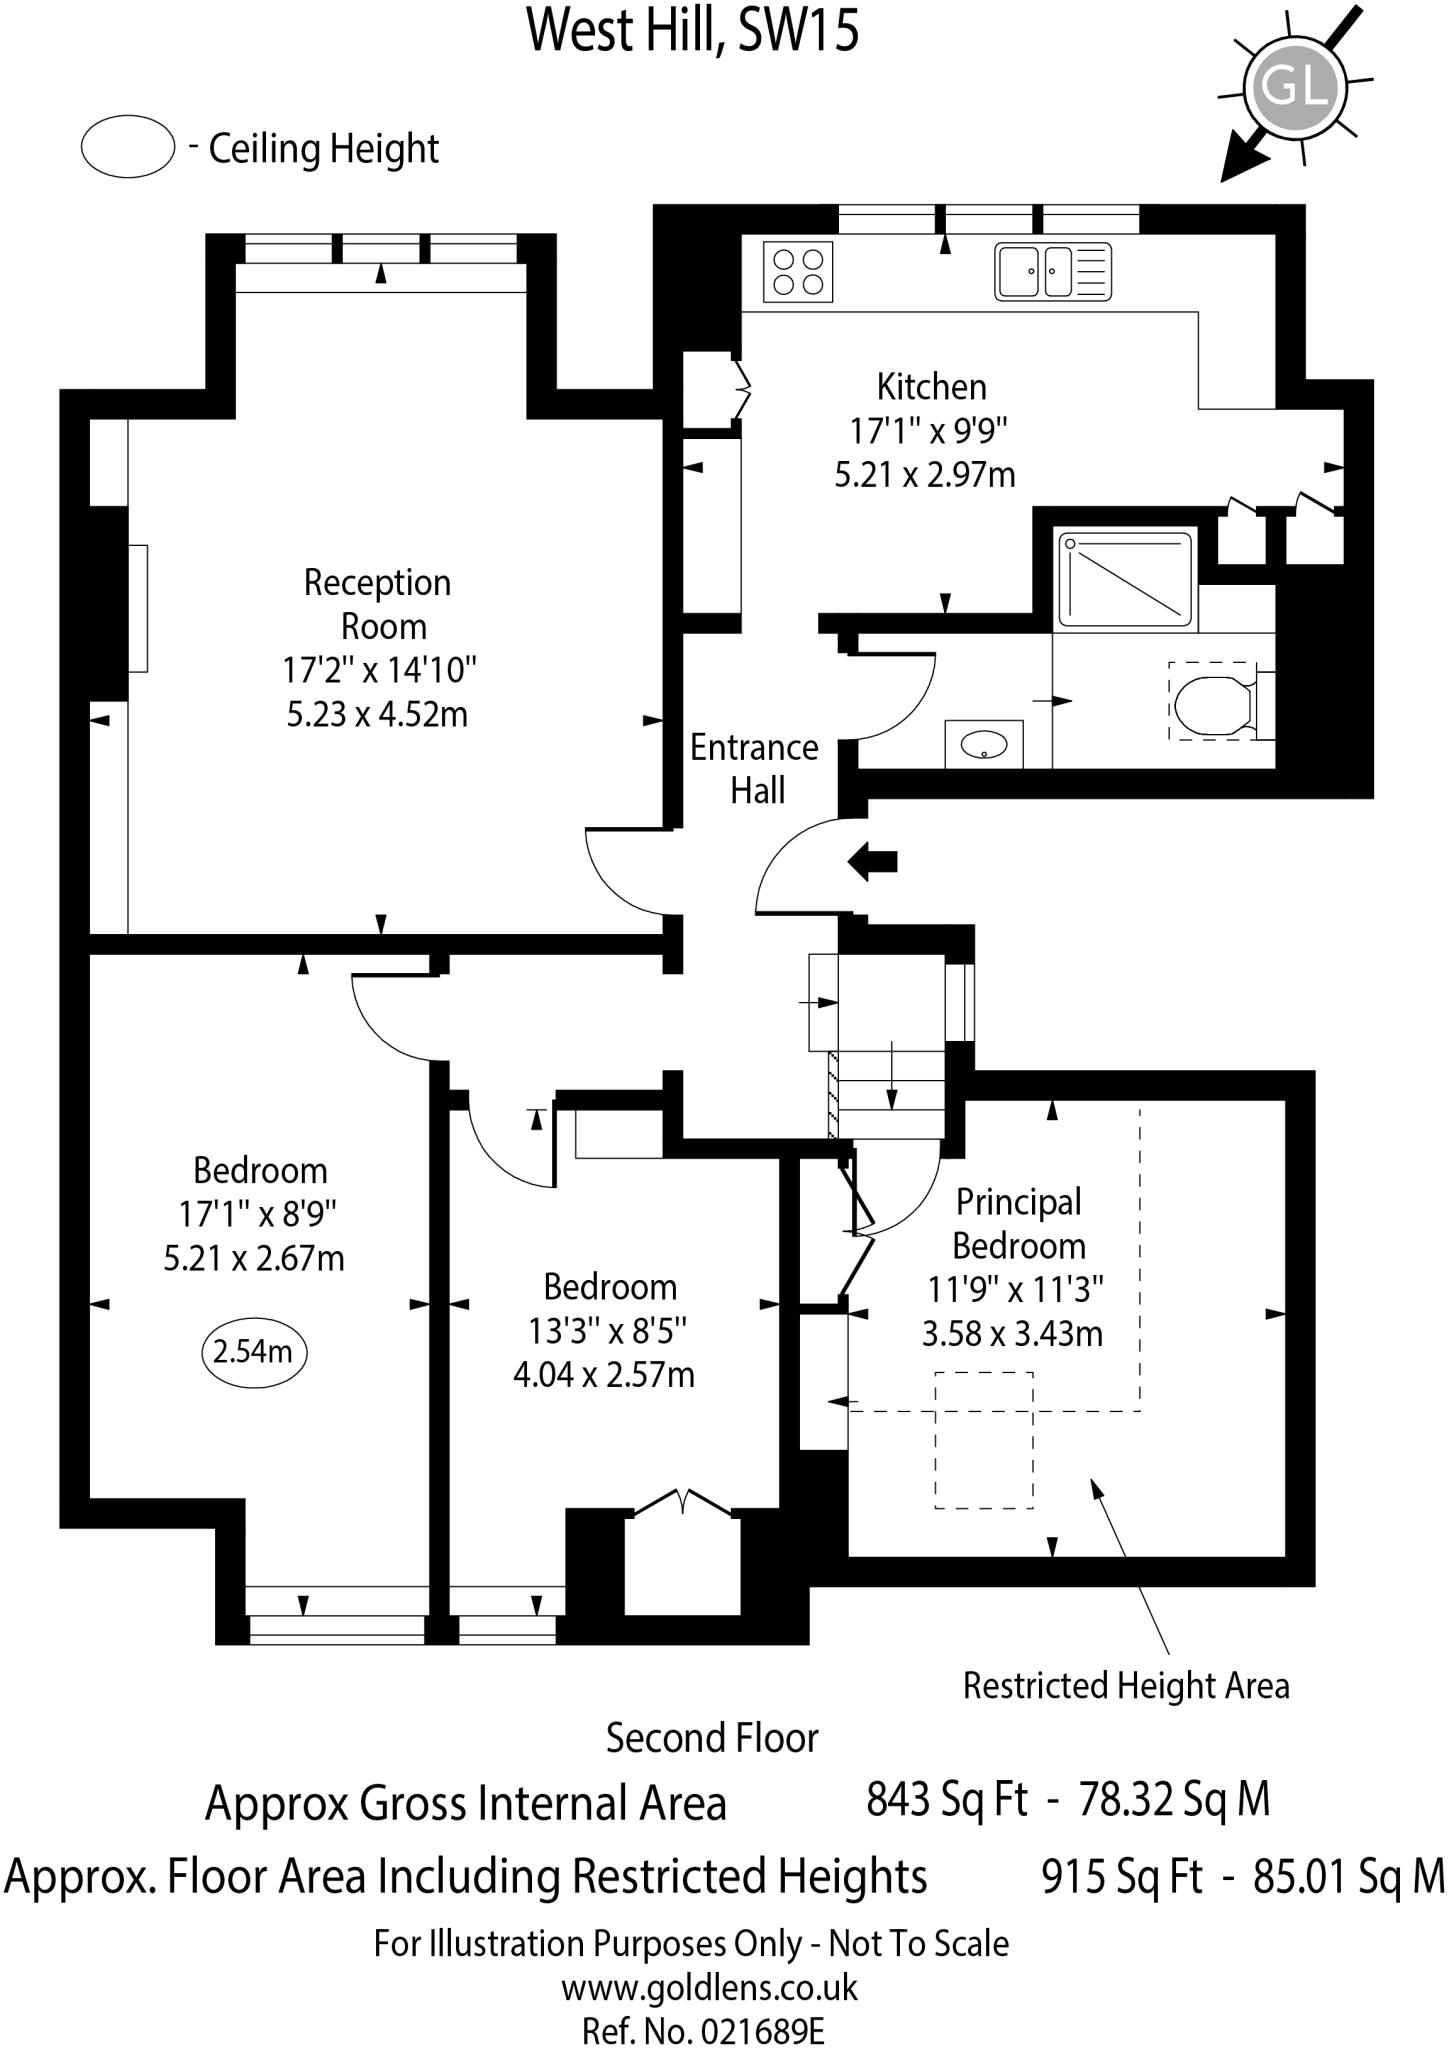 West Hill, SW15
GL
- Ceiling Height
Kitchen
17'1" x 9'9"
5.21 x 2.97m
Reception
Room
17'2" x 14'10"
5.23 x 4.52m
Entrance
Hall
Bedroom
17'1" x 8'9"
5.21 x 2.67m
2.54m
Bedroom
13'3" x 8'5"
4.04 x 2.57m
Principal
Bedroom
11'9" x 11'3"
3.58 x 3.43m
Restricted Height Area
Second Floor
Approx Gross Internal Area 843 Sq Ft - 78.32 Sq M
Approx. Floor Area Including Restricted Heights 915 Sq Ft - 85.01 Sq M
For Illustration Purposes Only - Not To Scale
www.goldlens.co.uk
Ref. No. 021689E